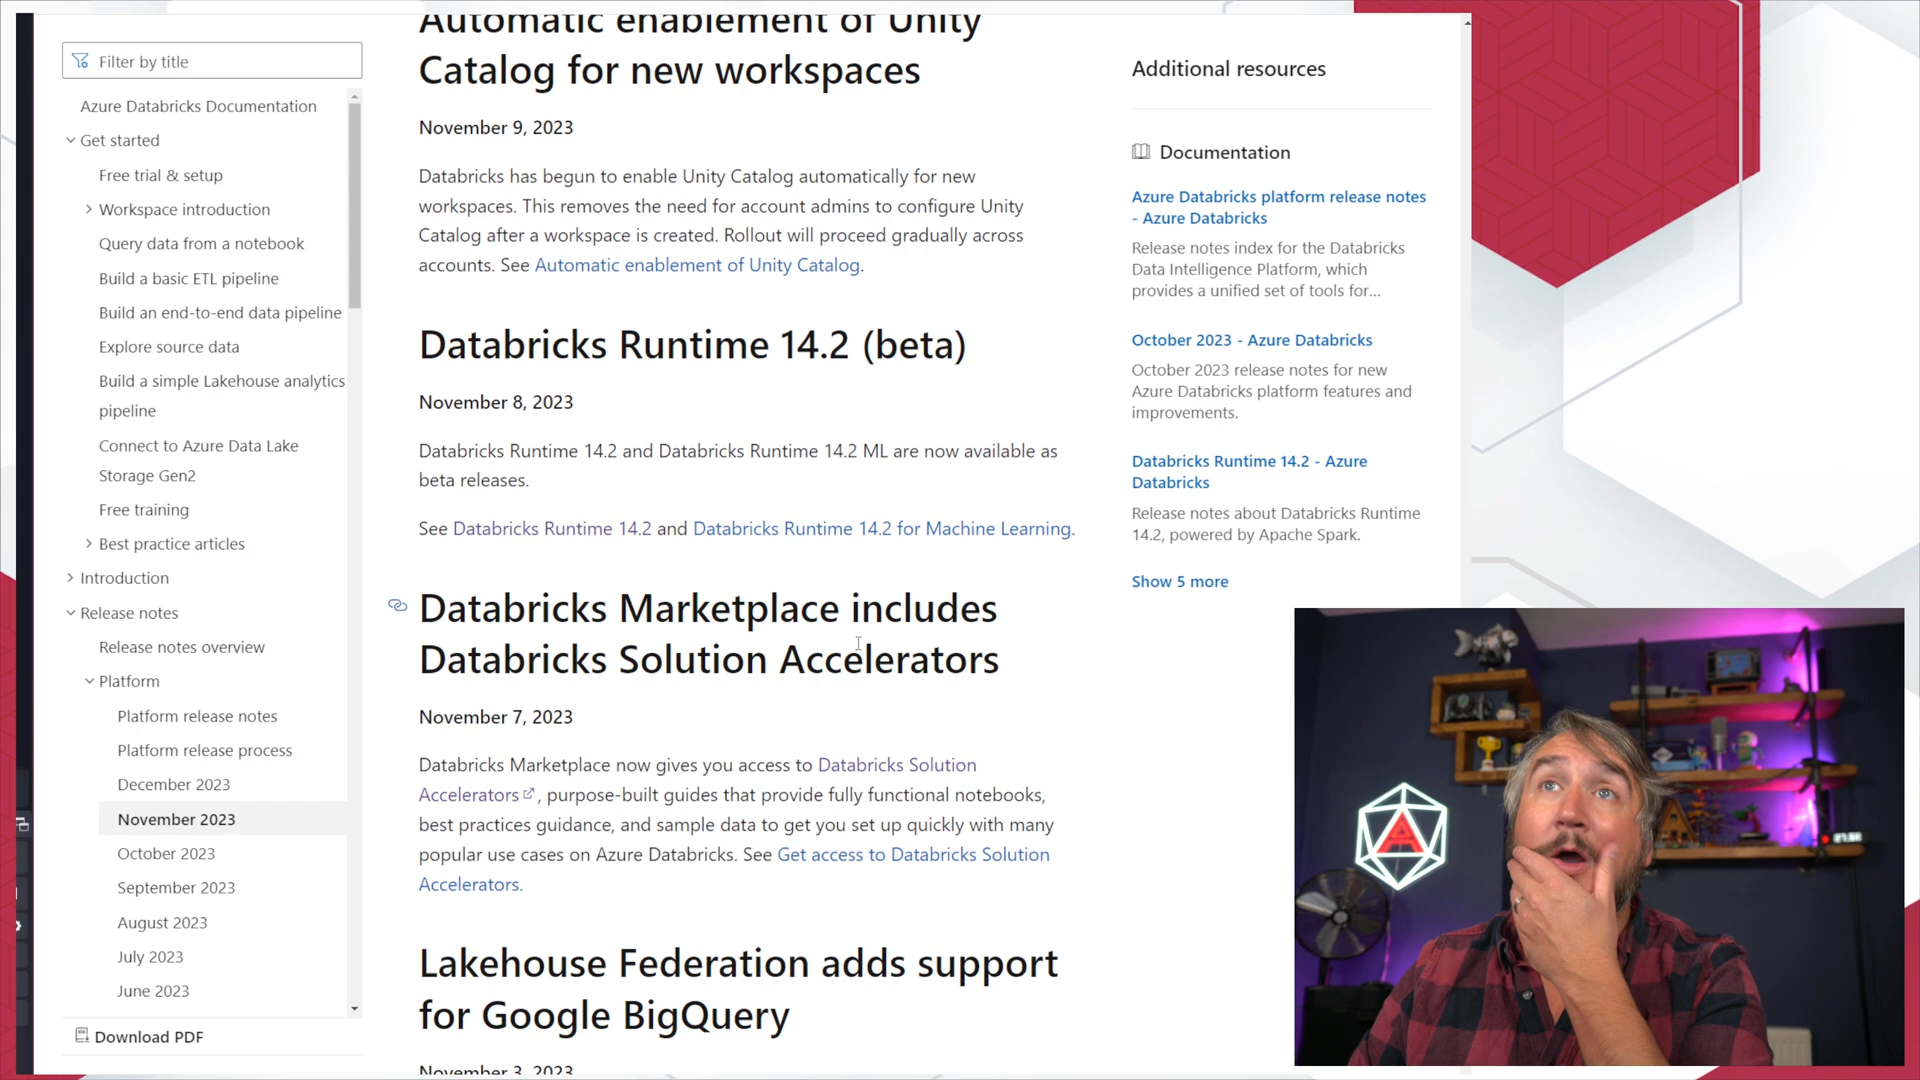 Filter by title
Azure Databricks Documentation
Get started
Free trial & setup
Workspace introduction
Query data from a notebook
Build a basic ETL pipeline
Build an end-to-end data pipeline
Explore source data
Build a simple Lakehouse analytics
pipeline
Connect to Azure Data Lake
Storage Gen2
Free training
Best practice articles
Introduction
Release notes
Release notes overview
Platform
Platform release notes
Platform release process
December 2023
November 2023
October 2023
September 2023
August 2023
July 2023
June 2023
Download PDF
Automatic enablement of Unity
Catalog for new workspaces
November 9, 2023
Databricks has begun to enable Unity Catalog automatically for new
workspaces. This removes the need for account admins to configure Unity
Catalog after a workspace is created. Rollout will proceed gradually across
accounts. See Automatic enablement of Unity Catalog.
Databricks Runtime 14.2 (beta)
November 8, 2023
Databricks Runtime 14.2 and Databricks Runtime 14.2 ML are now available as
beta releases.
See Databricks Runtime 14.2 and Databricks Runtime 14.2 for Machine Learning.
Databricks Marketplace includes
Databricks Solution Accelerators
November 7, 2023
Databricks Marketplace now gives you access to Databricks Solution
Accelerators , purpose-built guides that provide fully functional notebooks,
best practices guidance, and sample data to get you set up quickly with many
popular use cases on Azure Databricks. See Get access to Databricks Solution
Accelerators.
Lakehouse Federation adds support
for Google BigQuery
November 3, 2023
Additional resources
Documentation
Azure Databricks platform release notes
- Azure Databricks
Release notes index for the Databricks
Data Intelligence Platform, which
provides a unified set of tools for...
October 2023 - Azure Databricks
October 2023 release notes for new
Azure Databricks platform features and
improvements.
Databricks Runtime 14.2 - Azure
Databricks
Release notes about Databricks Runtime
14.2, powered by Apache Spark.
Show 5 more
A